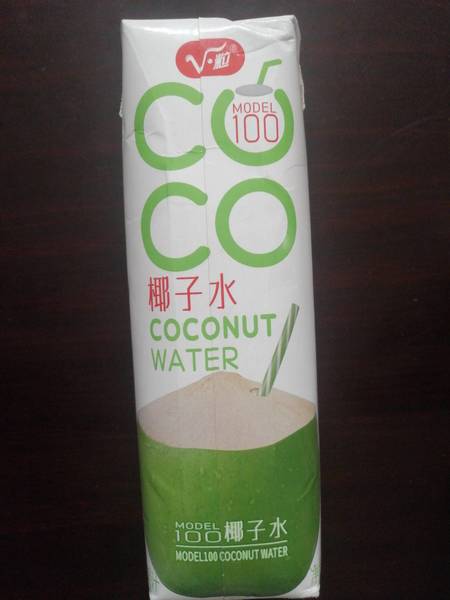 CO
MODEL
100
CO
椰子水
COCONUT
WATER
MODEL
100椰子水
MODEL100 COCONUT WATER